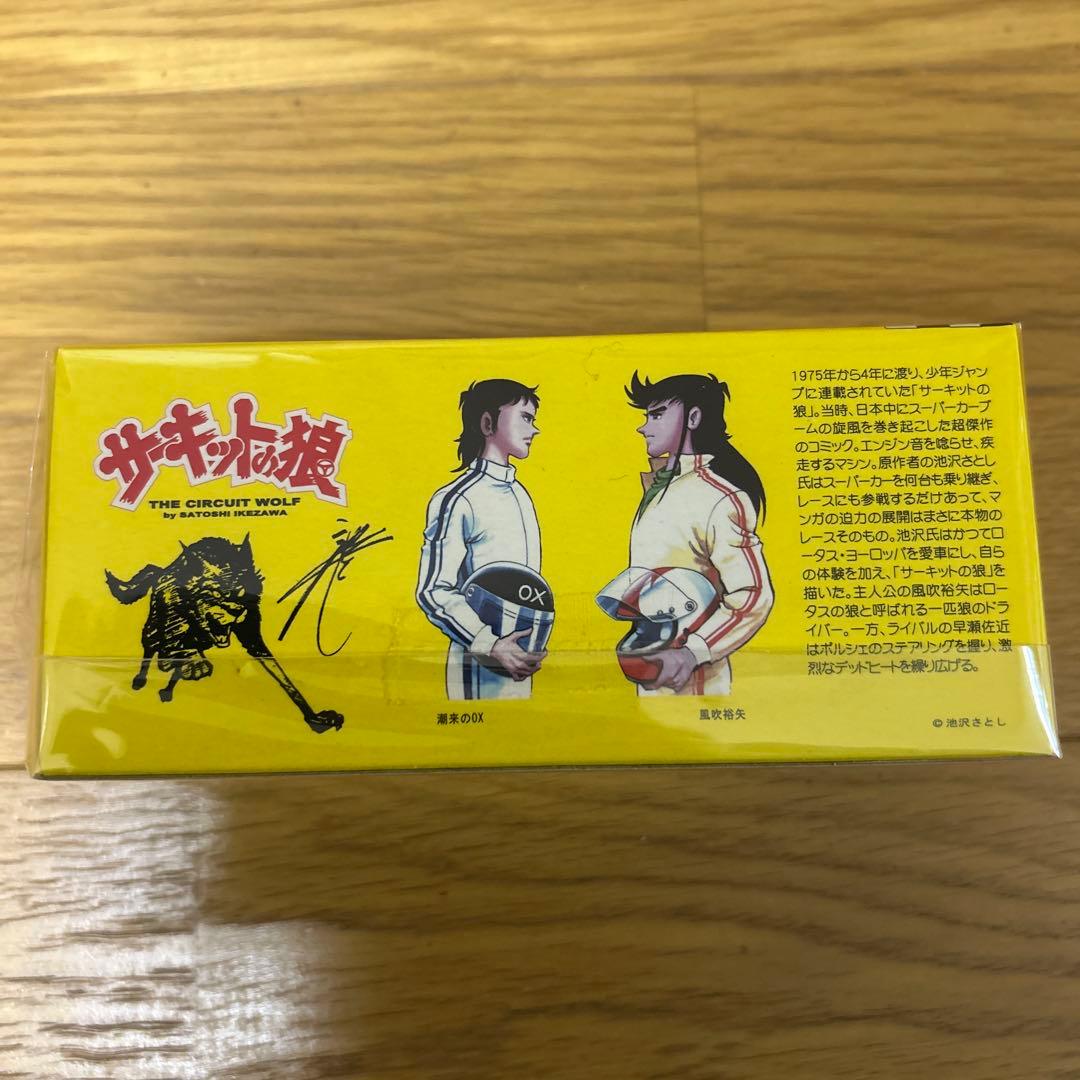 サーキットの狼
THE CIRCUIT WOLF
by SATOSHI IKEZAWA
OX
潮来のOX
風吹裕矢
1975年から4年に渡り、少年ジャン
プに連載されていた「サーキットの
狼」。当時、日本中にスーパーカーブ
ームの旋風を巻き起こした超傑作
のコミック。エンジン音を唸らせ、疾
走するマシン。原作者の池沢さとし
氏はスーパーカーを何台も乗り継ぎ、
レースにも参戦するだけあって、マ
ンガの迫力の展開はまさに本物の
レースそのもの。池沢氏はかつてロ
ータス・ヨーロッパを愛車にし、自ら
の体験を加え、「サーキットの狼」を
描いた。主人公の風吹裕矢はロー
タスの狼と呼ばれる一匹狼のドラ
イバー。一方、ライバルの早瀬佐近
はポルシェのステアリングを握り、激
烈なデッドヒートを繰り広げる。
© 池沢さとし